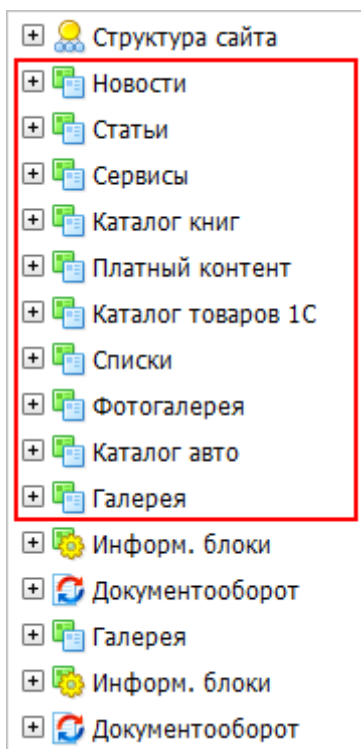 Структура сайта
Новости
Статьи
Сервисы
Каталог книг
Платный контент
Каталог товаров 1С
Списки
Фотогалерея
Каталог авто
Галерея
Информ. блоки
Документооборот
Галерея
Информ. блоки
Документооборот